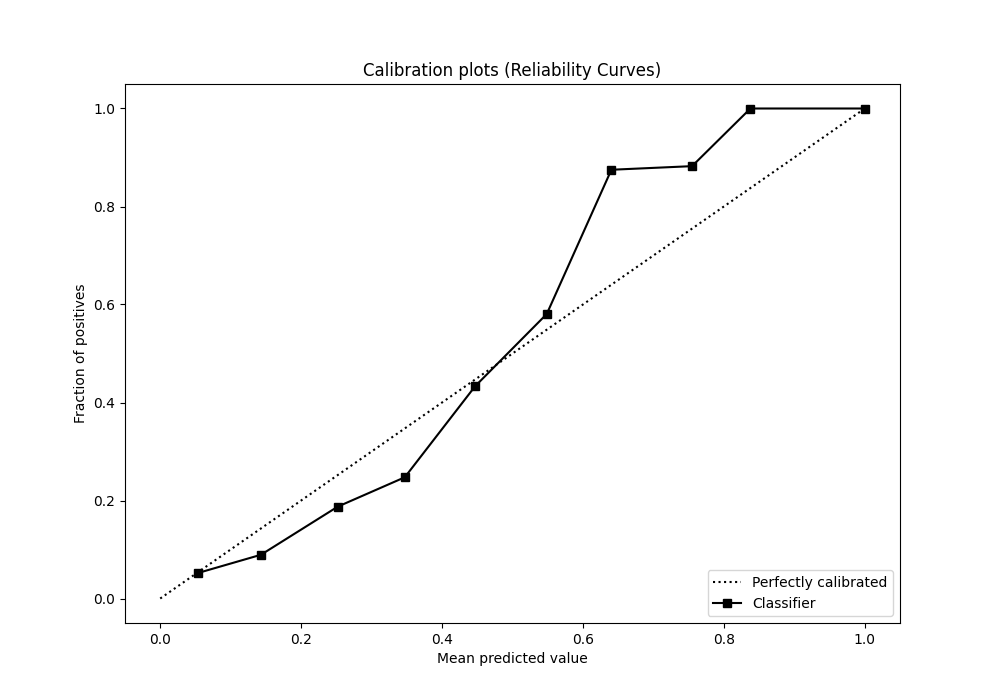 Calibration plots (Reliability Curves)
1.0
0.8
0.6
0.4
0.2
0.0
Fraction of positives
0.0 0.2 0.4 0.6 0.8 1.0
Mean predicted value
Perfectly calibrated
Classifier